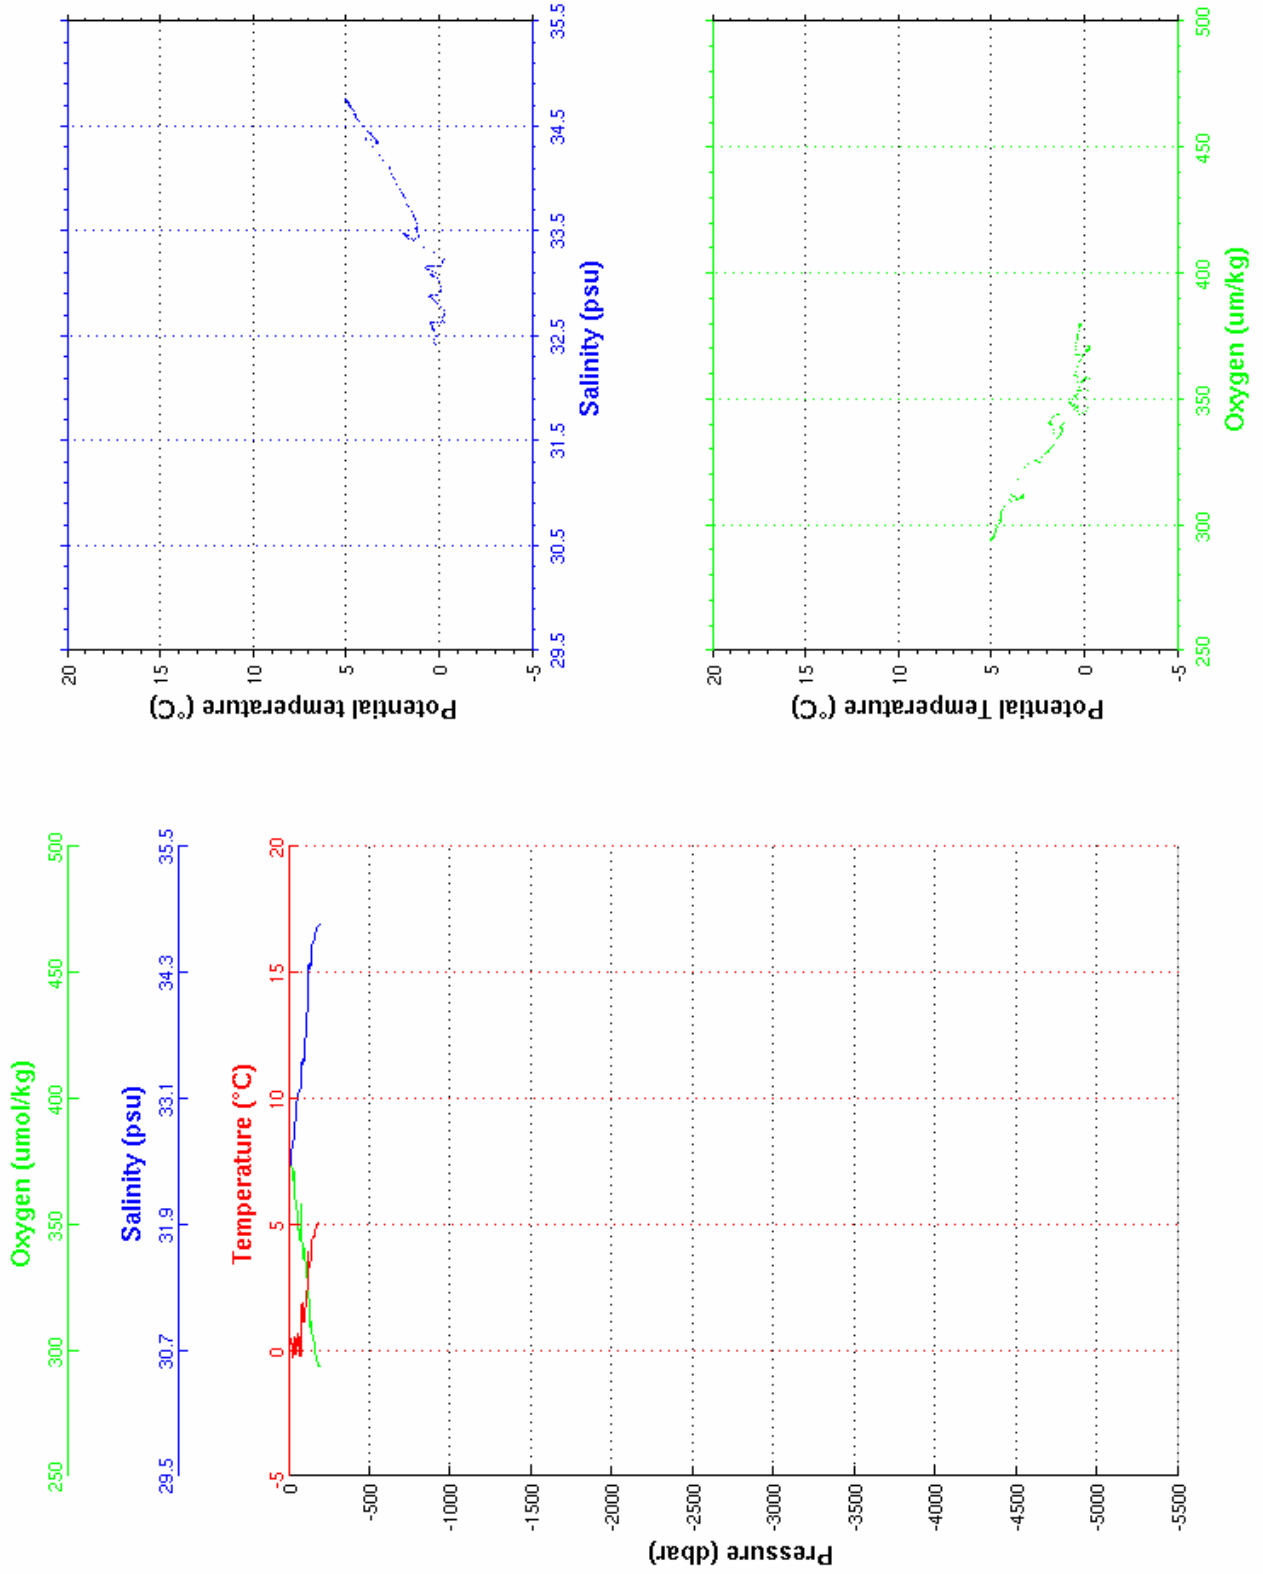 Oxygen (umol/kg)
250 300 350 400 450 500
Salinity (psu)
29.5 30.7 31.9 33.1 34.3 35.5
Temperature (°C)
-5 0 5 10 15 20
0
-500
-1000
-1500
-2000
-2500
-3000
-3500
-4000
-4500
-5000
-5500
Pressure (dbar)
20
15
10
5
0
-5
Potential temperature (°C)
29.5 30.5 31.5 32.5 33.5 34.5 35.5
Salinity (psu)
20
15
10
5
0
-5
Potential Temperature (°C)
250 300 350 400 450 500
Oxygen (um/kg)